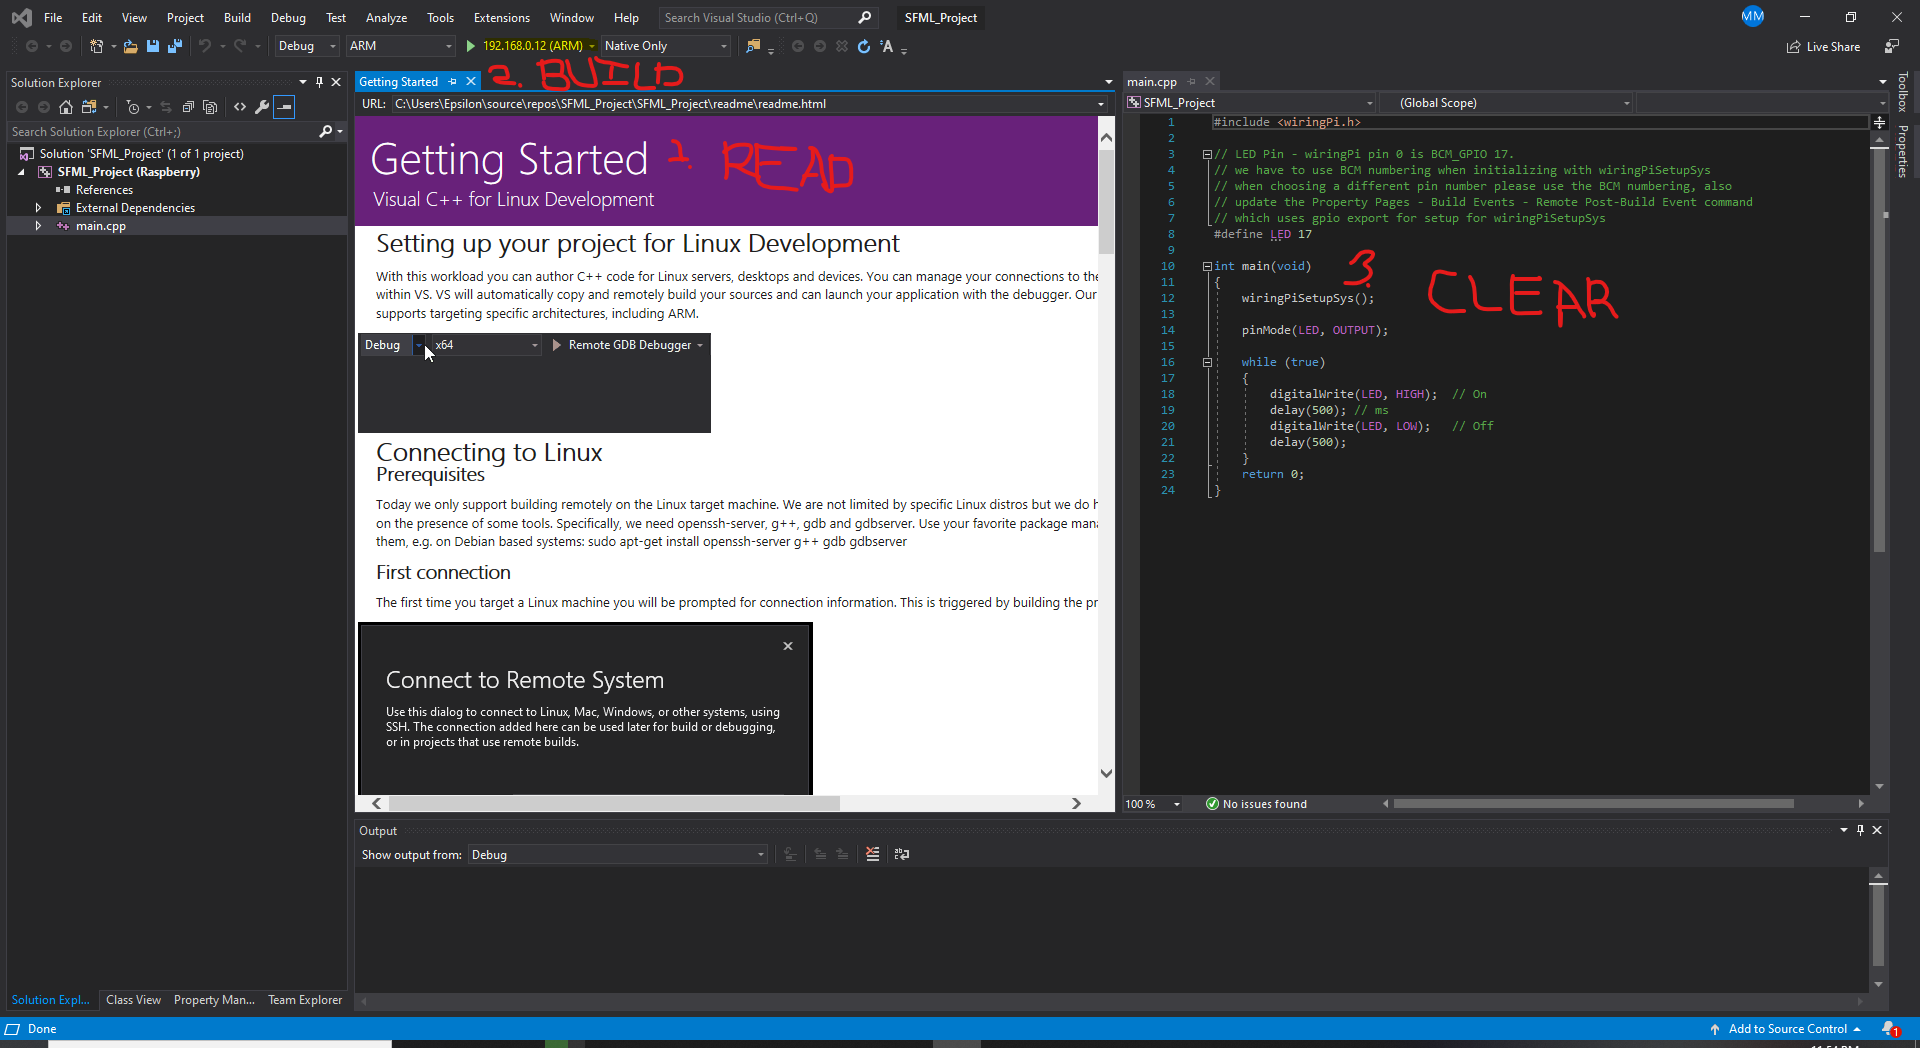 File Edit View Project Build Debug Test Analyze Tools Extensions Window Help Search Visual Studio (Ctrl+Q) SFML_Project MM
Debug ARM 192.168.0.12 (ARM) Native Only Live Share
2. BUILD
Solution Explorer
Search Solution Explorer (Ctrl+;)
Solution 'SFML_Project' (1 of 1 project)
SFML_Project (Raspberry)
References
External Dependencies
main.cpp
Solution Expl... Class View Property Man... Team Explorer
Getting Started
URL: C:\Users\Epsilon\source\repos\SFML_Project\SFML_Project\readme\readme.html
Getting Started
READ
Visual C++ for Linux Development
Setting up your project for Linux Development
With this workload you can author C++ code for Linux servers, desktops and devices. You can manage your connections to the
within VS. VS will automatically copy and remotely build your sources and can launch your application with the debugger. Our
supports targeting specific architectures, including ARM.
Debug x64 Remote GDB Debugger
Connecting to Linux
Prerequisites
Today we only support building remotely on the Linux target machine. We are not limited by specific Linux distros but we do
on the presence of some tools. Specifically, we need openssh-server, g++, gdb and gdbserver. Use your favorite package
them, e.g. on Debian based systems: sudo apt-get install openssh-server g++ gdb gdbserver
First connection
The first time you target a Linux machine you will be prompted for connection information. This is triggered by building the
Connect to Remote System
Use this dialog to connect to Linux, Mac, Windows, or other systems, using
SSH. The connection added here can be used later for build or debugging,
or in projects that use remote builds.
main.cpp
SFML_Project (Global Scope)
1 #include <wiringPi.h>
2
3 // LED Pin - wiringPi pin 0 is BCM_GPIO 17.
4 // we have to use BCM numbering when initializing with wiringPiSetupSys
5 // when choosing a different pin number please use the BCM numbering, also
6 // update the Property Pages - Build Events - Remote Post-Build Event command
7 // which uses gpio export for setup for wiringPiSetupSys
8 #define LED 17
9
10 int main(void)
11 {
12 wiringPiSetupSys();
13
14 pinMode(LED, OUTPUT);
15
16 while (true)
17 {
18 digitalWrite(LED, HIGH); // On
19 delay(500); // ms
20 digitalWrite(LED, LOW); // Off
21 delay(500);
22 }
23 return 0;
24 }
3. CLEAR
100 % No issues found
Toolbox
Properties
Output
Show output from: Debug
Done Add to Source Control 1